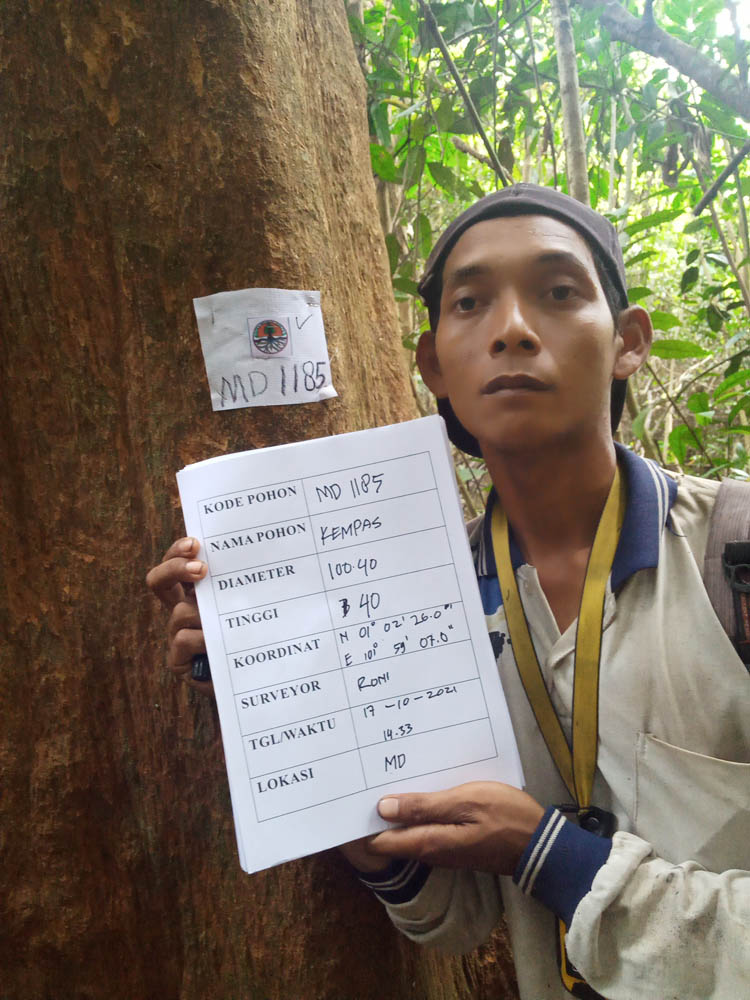 MD 1185
KODE POHON MD 1185
NAMA POHON KEMPAS
DIAMETER 100.40
TINGGI 40
KOORDINAT N 01° 02' 26.0"
E 101° 59' 07.0"
SURVEYOR RONI
TGL/WAKTU 17-10-2021
14.33
LOKASI MD